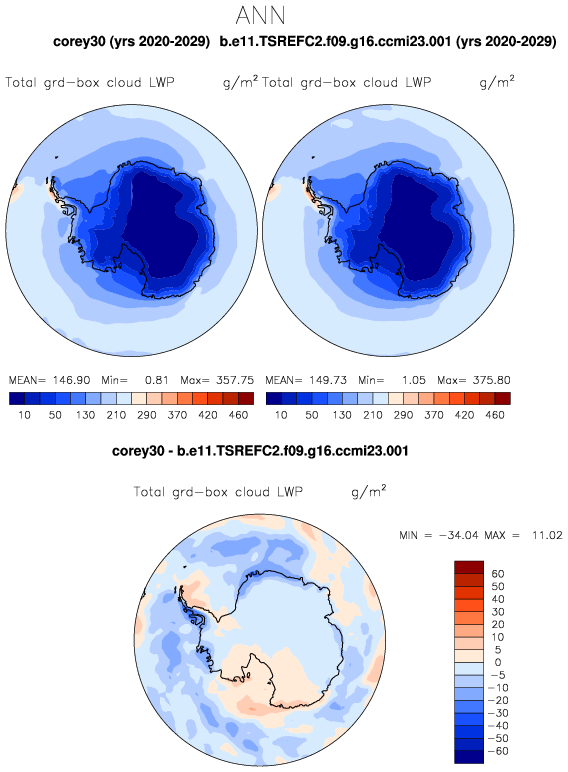 ANN
corey30 (yrs 2020-2029) b.e11.TSREFC2.f09.g16.ccmi23.001 (yrs 2020-2029)
Total grd-box cloud LWP g/m² Total grd-box cloud LWP g/m²
MEAN= 146.90 Min= 0.81 Max= 357.75 MEAN= 149.73 Min= 1.05 Max= 375.80
10 50 130 210 290 370 420 460 10 50 130 210 290 370 420 460
corey30 - b.e11.TSREFC2.f09.g16.ccmi23.001
Total grd-box cloud LWP g/m²
MIN = -34.04 MAX = 11.02
60
50
40
30
20
10
5
0
-5
-10
-20
-30
-40
-50
-60